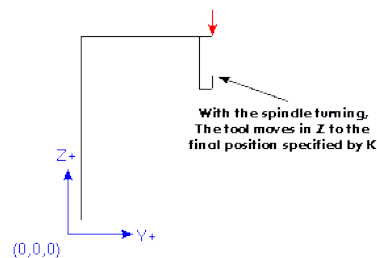 With the spindle turning,
The tool moves in Z to the
final position specified by K
Z+
Y+
(0,0,0)